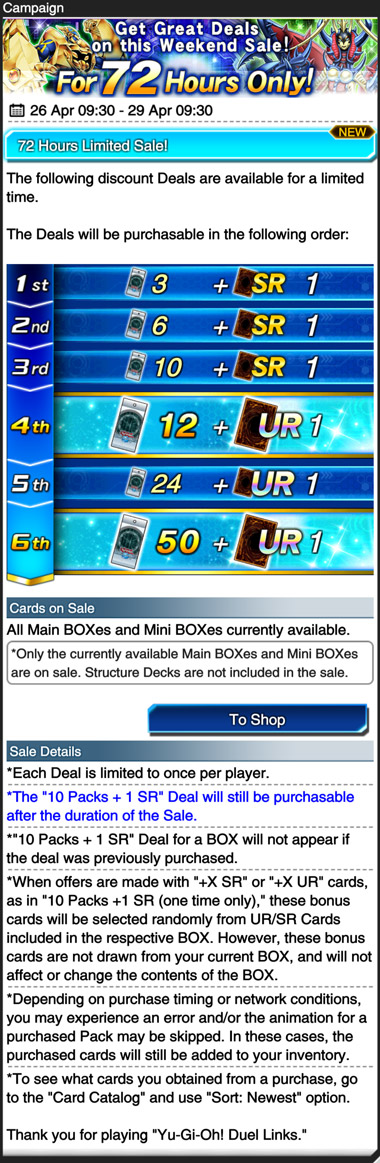 Campaign
Get Great Deals
on this Weekend Sale!
For 72 Hours Only!
26 Apr 09:30 - 29 Apr 09:30
NEW
72 Hours Limited Sale!
The following discount Deals are available for a limited
time.
The Deals will be purchasable in the following order:
1st 3 + SR 1
2nd 6 + SR 1
3rd 10 + SR 1
4th 12 + UR 1
5th 24 + UR 1
6th 50 + UR 1
Cards on Sale
All Main BOXes and Mini BOXes currently available.
*Only the currently available Main BOXes and Mini BOXes
are on sale. Structure Decks are not included in the sale.
To Shop
Sale Details
*Each Deal is limited to once per player.
*The "10 Packs + 1 SR" Deal will still be purchasable
after the duration of the Sale.
*"10 Packs + 1 SR" Deal for a BOX will not appear if
the deal was previously purchased.
*When offers are made with "+X SR" or "+X UR" cards,
as in "10 Packs +1 SR (one time only)," these bonus
cards will be selected randomly from UR/SR Cards
included in the respective BOX. However, these bonus
cards are not drawn from your current BOX, and will not
affect or change the contents of the BOX.
*Depending on purchase timing or network conditions,
you may experience an error and/or the animation for a
purchased Pack may be skipped. In these cases, the
purchased cards will still be added to your inventory.
*To see what cards you obtained from a purchase, go
to the "Card Catalog" and use "Sort: Newest" option.
Thank you for playing "Yu-Gi-Oh! Duel Links."